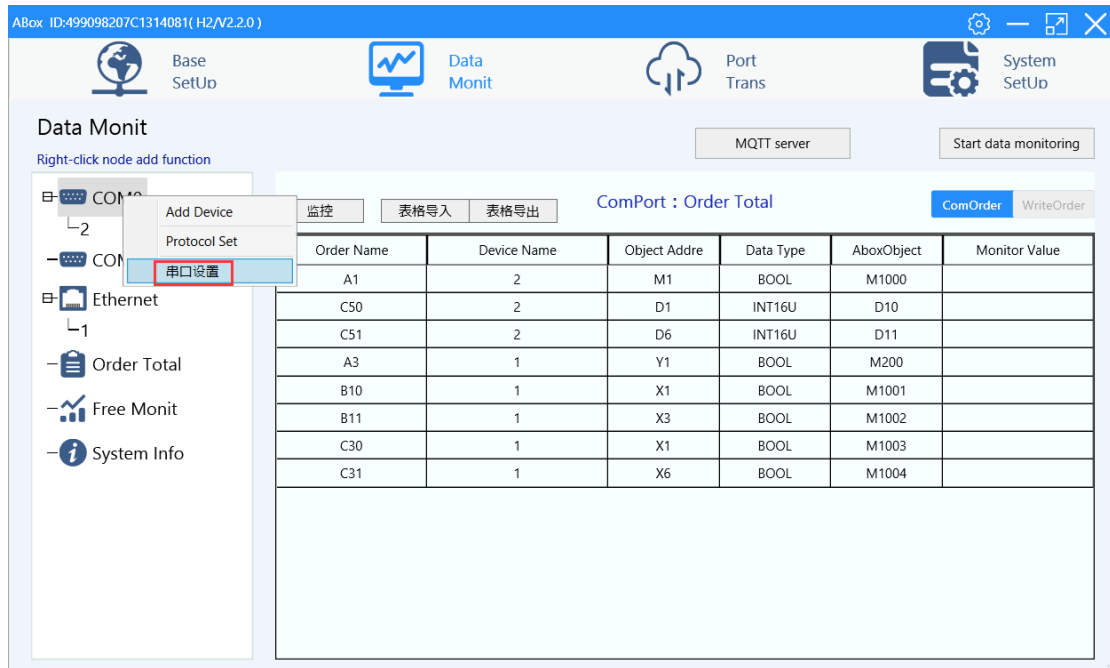 ABox ID:499098207C1314081( H2/V2.2.0 )
Base SetUp
Data Monit
Port Trans
System SetUp
Data Monit
MQTT server
Start data monitoring
Right-click node add function
COM0
2
Ethernet
1
Order Total
Free Monit
System Info
Add Device
Protocol Set
串口设置
监控
表格导入
表格导出
ComPort：Order Total
ComOrder
WriteOrder
Order Name Device Name Object Addre Data Type AboxObject Monitor Value
A1 2 M1 BOOL M1000
C50 2 D1 INT16U D10
C51 2 D6 INT16U D11
A3 1 Y1 BOOL M200
B10 1 X1 BOOL M1001
B11 1 X3 BOOL M1002
C30 1 X1 BOOL M1003
C31 1 X6 BOOL M1004